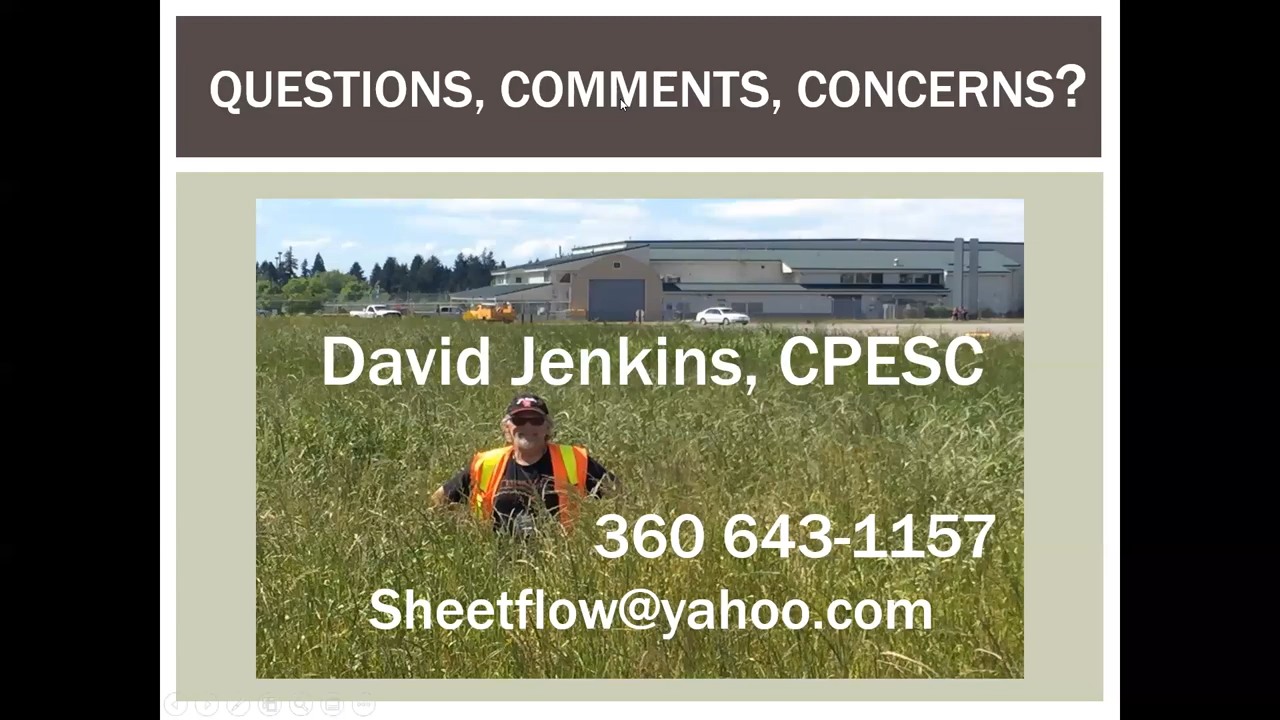 QUESTIONS, COMMENTS, CONCERNS?
David Jenkins, CPESC
360 643-1157
Sheetflow@yahoo.com